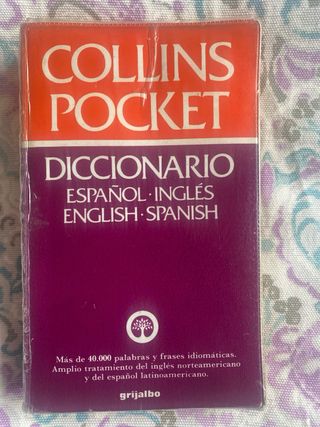 COLLINS
POCKET
DICCIONARIO
ESPAÑOL·INGLÉS
ENGLISH·SPANISH
Más de 40.000 palabras y frases idiomáticas.
Amplio tratamiento del inglés norteamericano
y del español latinoamericano.
grijalbo